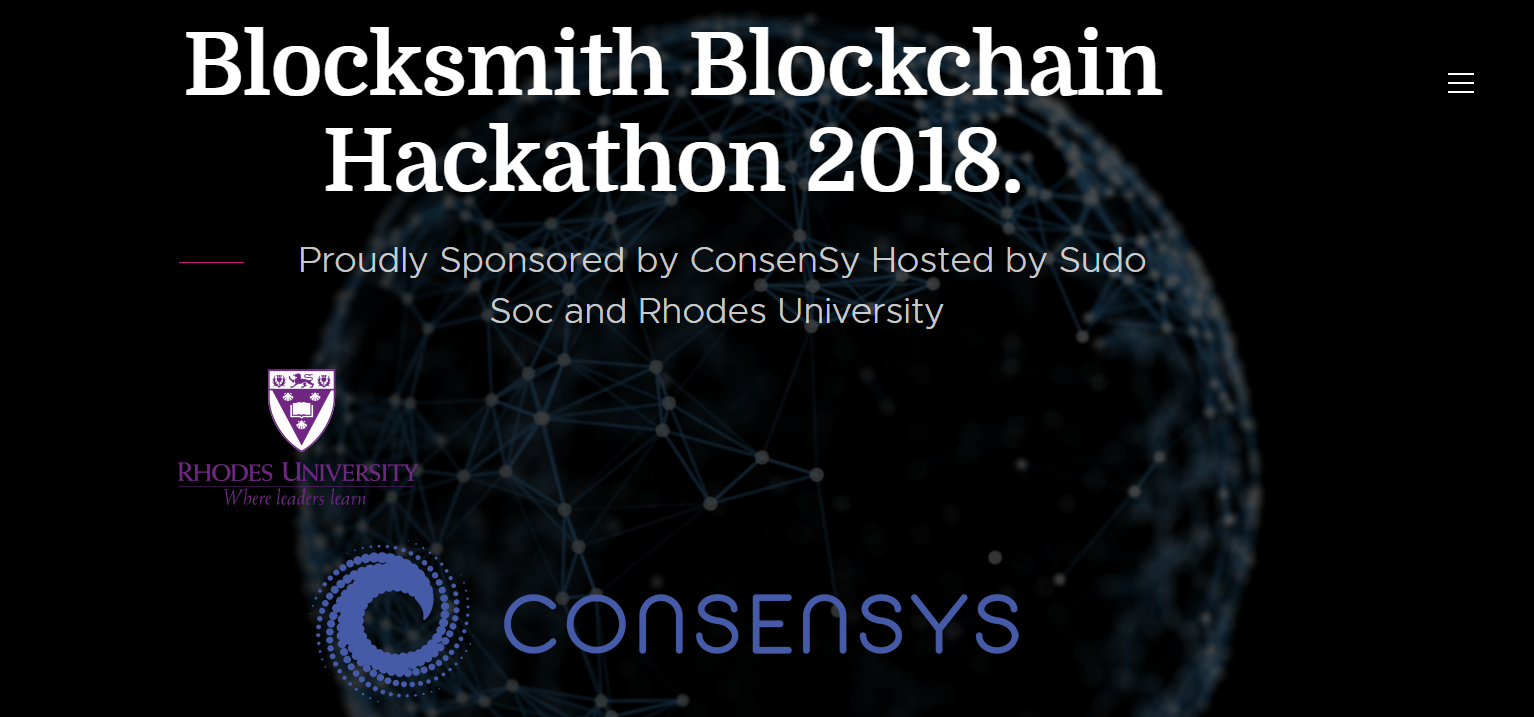 Blocksmith Blockchain
Hackathon 2018.
Proudly Sponsored by ConsenSy Hosted by Sudo
Soc and Rhodes University
RHODES UNIVERSITY
Where leaders learn
CONSENSYS